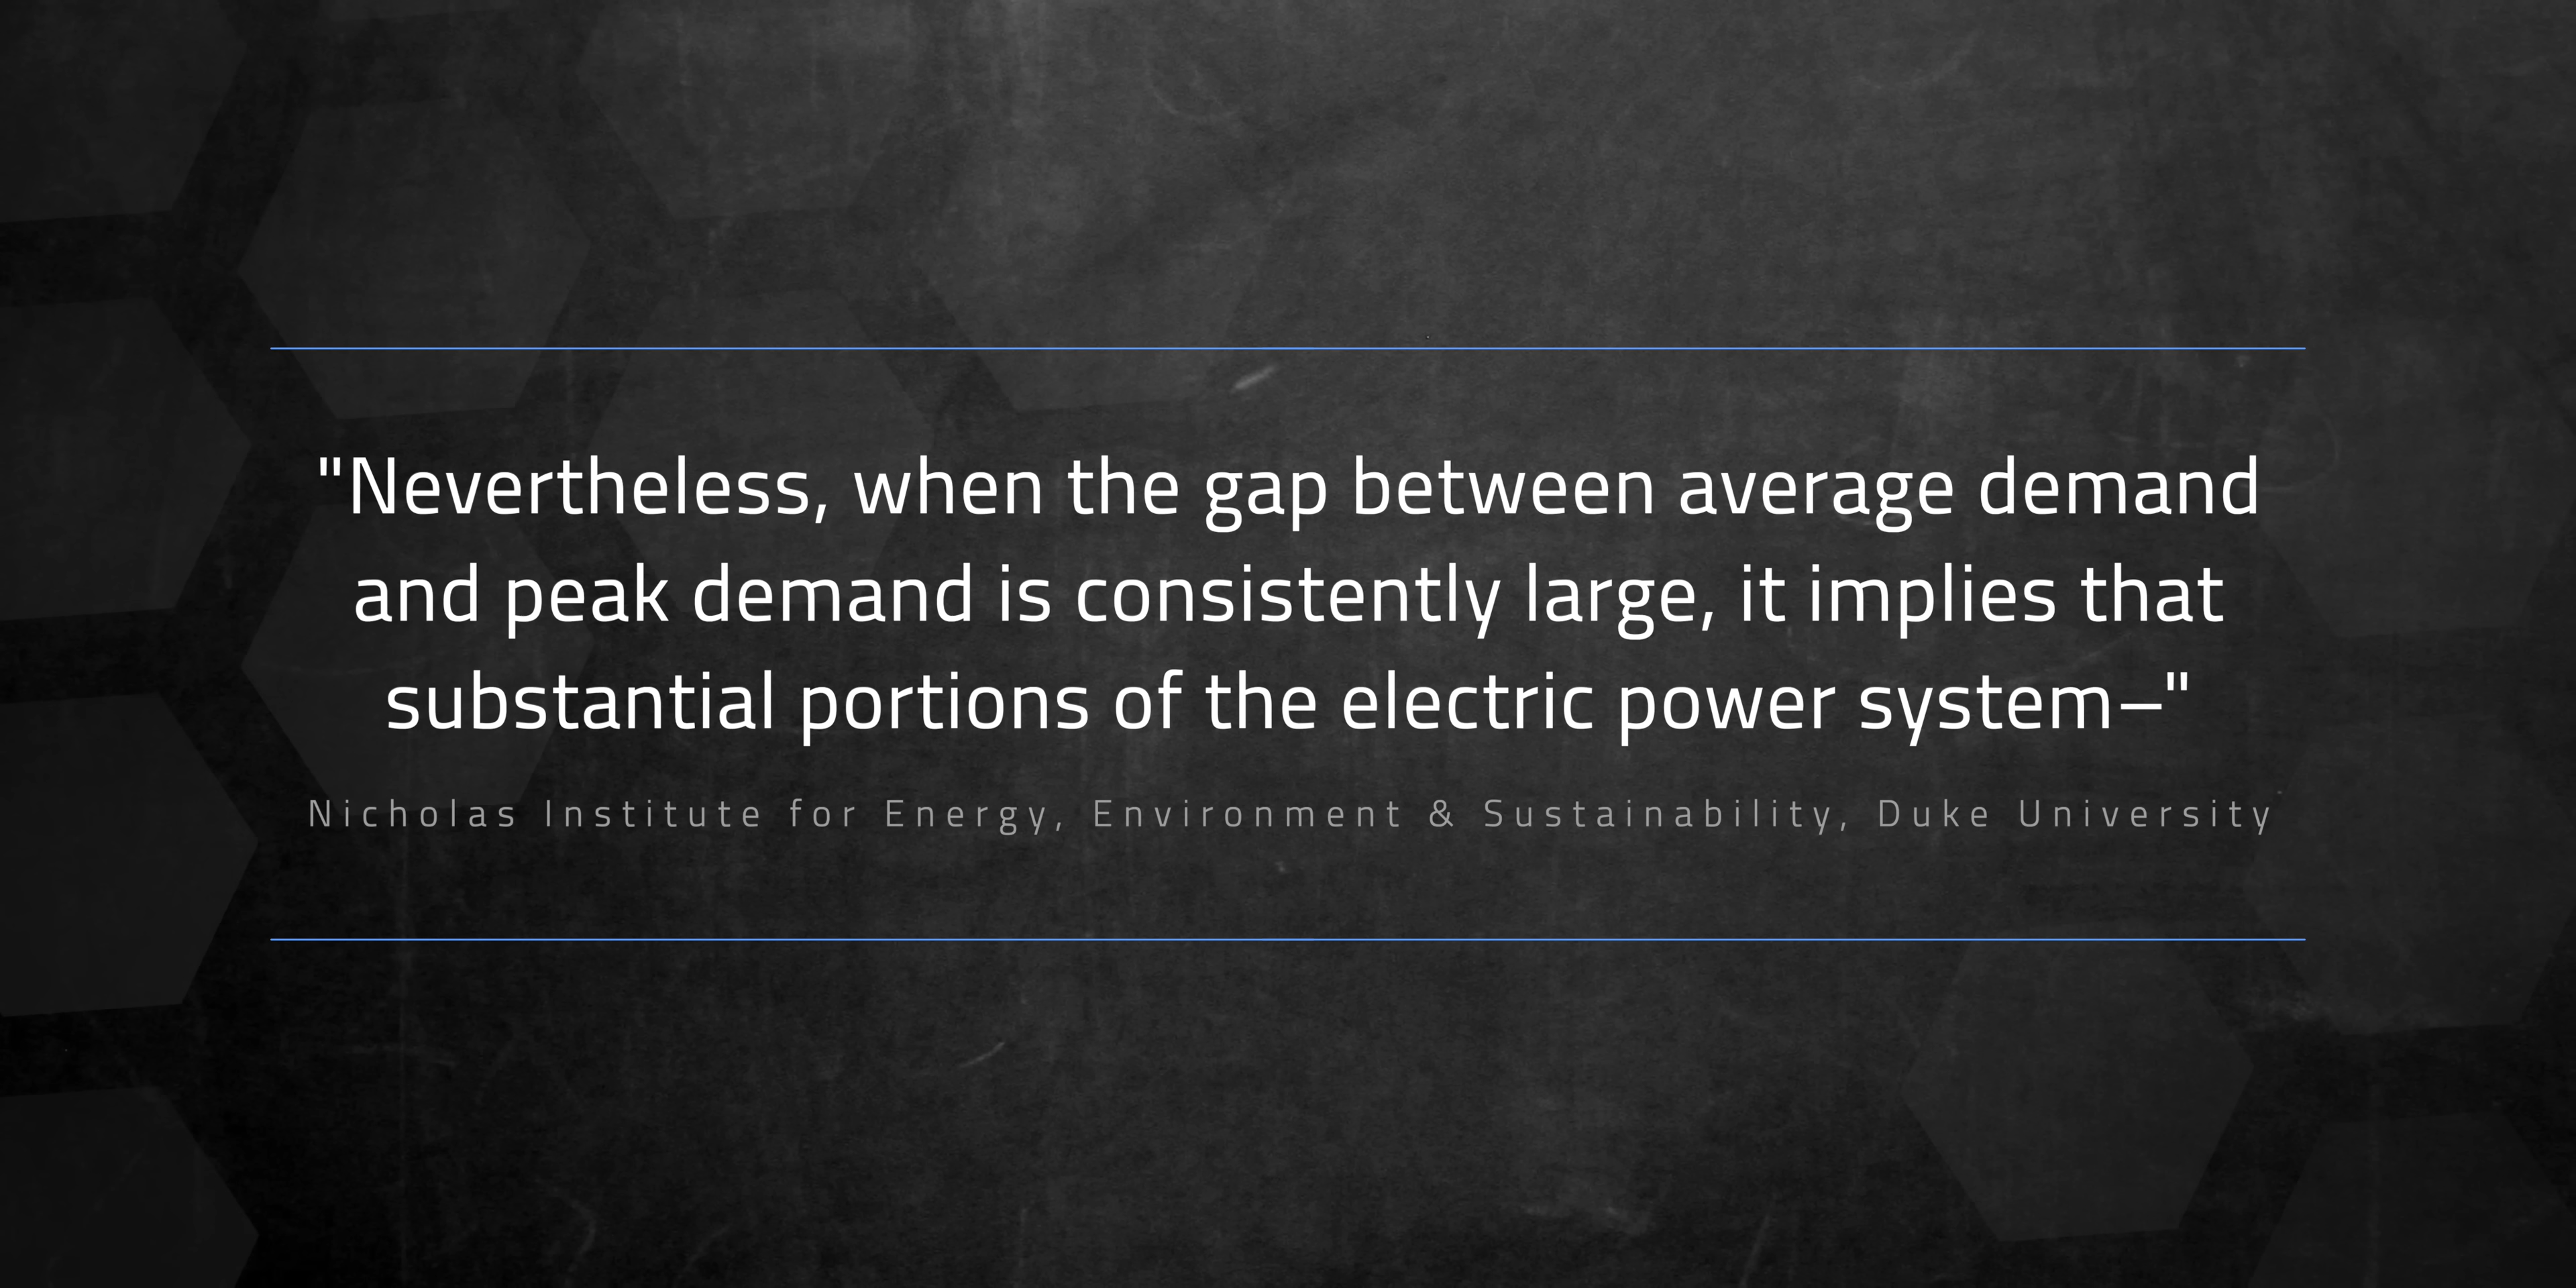 "Nevertheless, when the gap between average demand
and peak demand is consistently large, it implies that
substantial portions of the electric power system–"
Nicholas Institute for Energy, Environment & Sustainability, Duke University